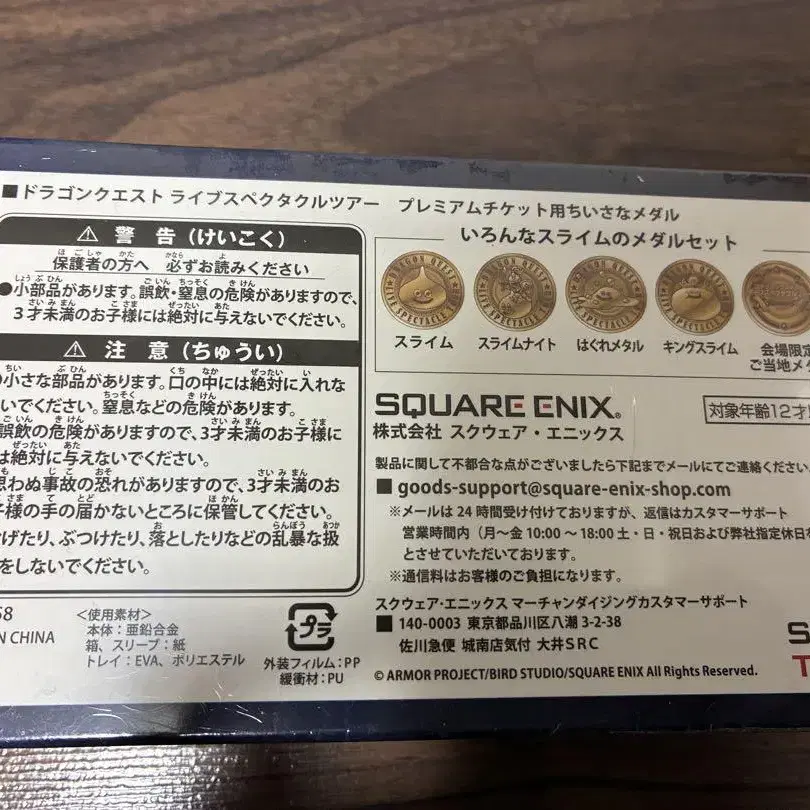 ■ドラゴンクエスト ライブスペクタクルツアー プレミアムチケット用ちいさなメダル
⚠ 警 告（けいこく）
保護者の方へ 必ずお読みください
●小部品があります。誤飲・窒息の危険がありますので、
３才未満のお子様には絶対に与えないでください。
⚠ 注 意（ちゅうい）
小さな部品があります。口の中には絶対に入れな
いでください。窒息などの危険があります。
誤飲の危険がありますので、3才未満のお子様に
は絶対に与えないでください。
思わぬ事故の恐れがありますので、3才未満のお
子様の手の届かないところに保管してください。
げたり、ぶつけたり、落としたりなどの乱暴な扱
をしないでください。
58
N CHINA
＜使用素材＞
本体：亜鉛合金
箱、スリーブ：紙
トレイ：EVA、ポリエステル
プラ
外装フィルム：PP
緩衝材：PU
いろんなスライムのメダルセット
DRAGON QUEST
LIVE SPECTACLE
スライム
スライムナイト
はぐれメタル
キングスライム
会場限定
ご当地メダ
SQUARE ENIX®
株式会社 スクウェア・エニックス
対象年齢12才
製品に関して不都合な点がございましたら下記までメールにてご連絡ください。
■ goods-support@square-enix-shop.com
※メールは 24 時間受け付けておりますが、返信はカスタマーサポート
営業時間内（月〜金 10:00 〜 18:00 土・日・祝日および弊社指定休日を
とさせていただいております。
※通信料はお客様のご負担になります。
スクウェア・エニックス マーチャンダイジングカスタマーサポート
■ 140-0003 東京都品川区八潮 3-2-38
佐川急便 城南店気付 大井ＳＲＣ
© ARMOR PROJECT/BIRD STUDIO/SQUARE ENIX All Rights Reserved.
S
T